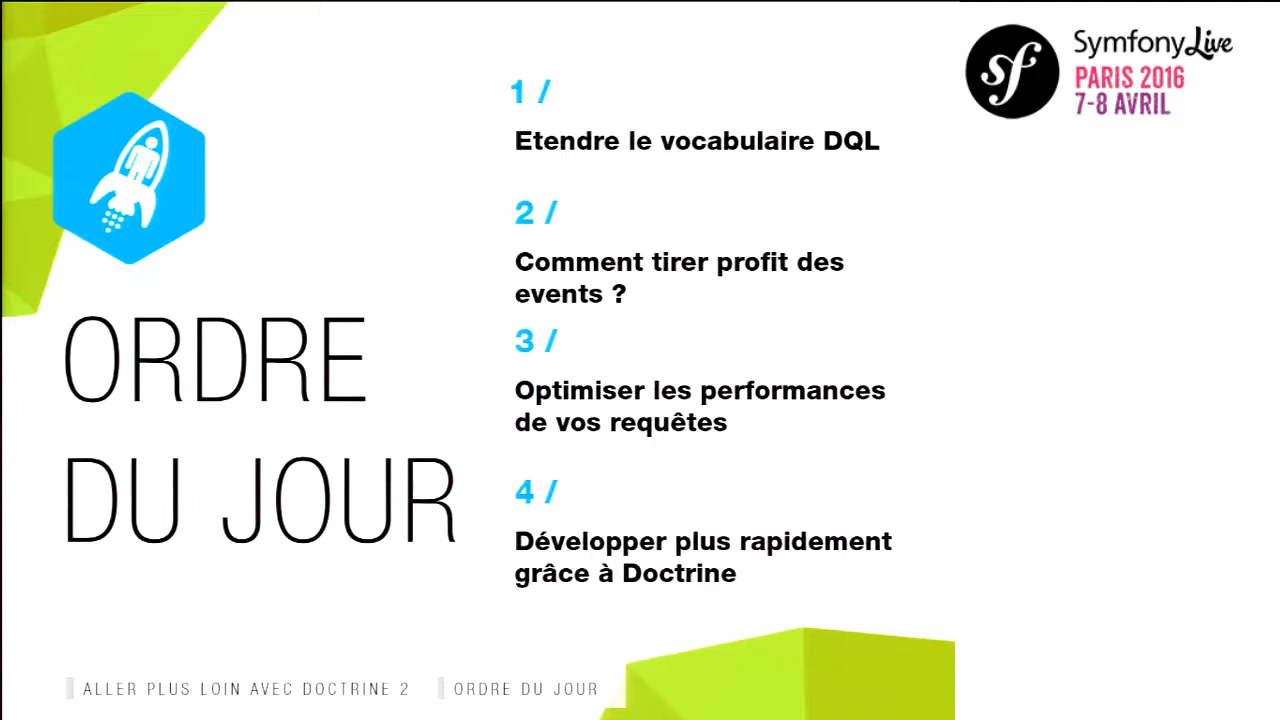 ORDRE
DU JOUR
1 /
Etendre le vocabulaire DQL
2 /
Comment tirer profit des
events ?
3 /
Optimiser les performances
de vos requêtes
4 /
Développer plus rapidement
grâce à Doctrine
ALLER PLUS LOIN AVEC DOCTRINE 2
ORDRE DU JOUR
sf
SymfonyLive
PARIS 2016
7-8 AVRIL